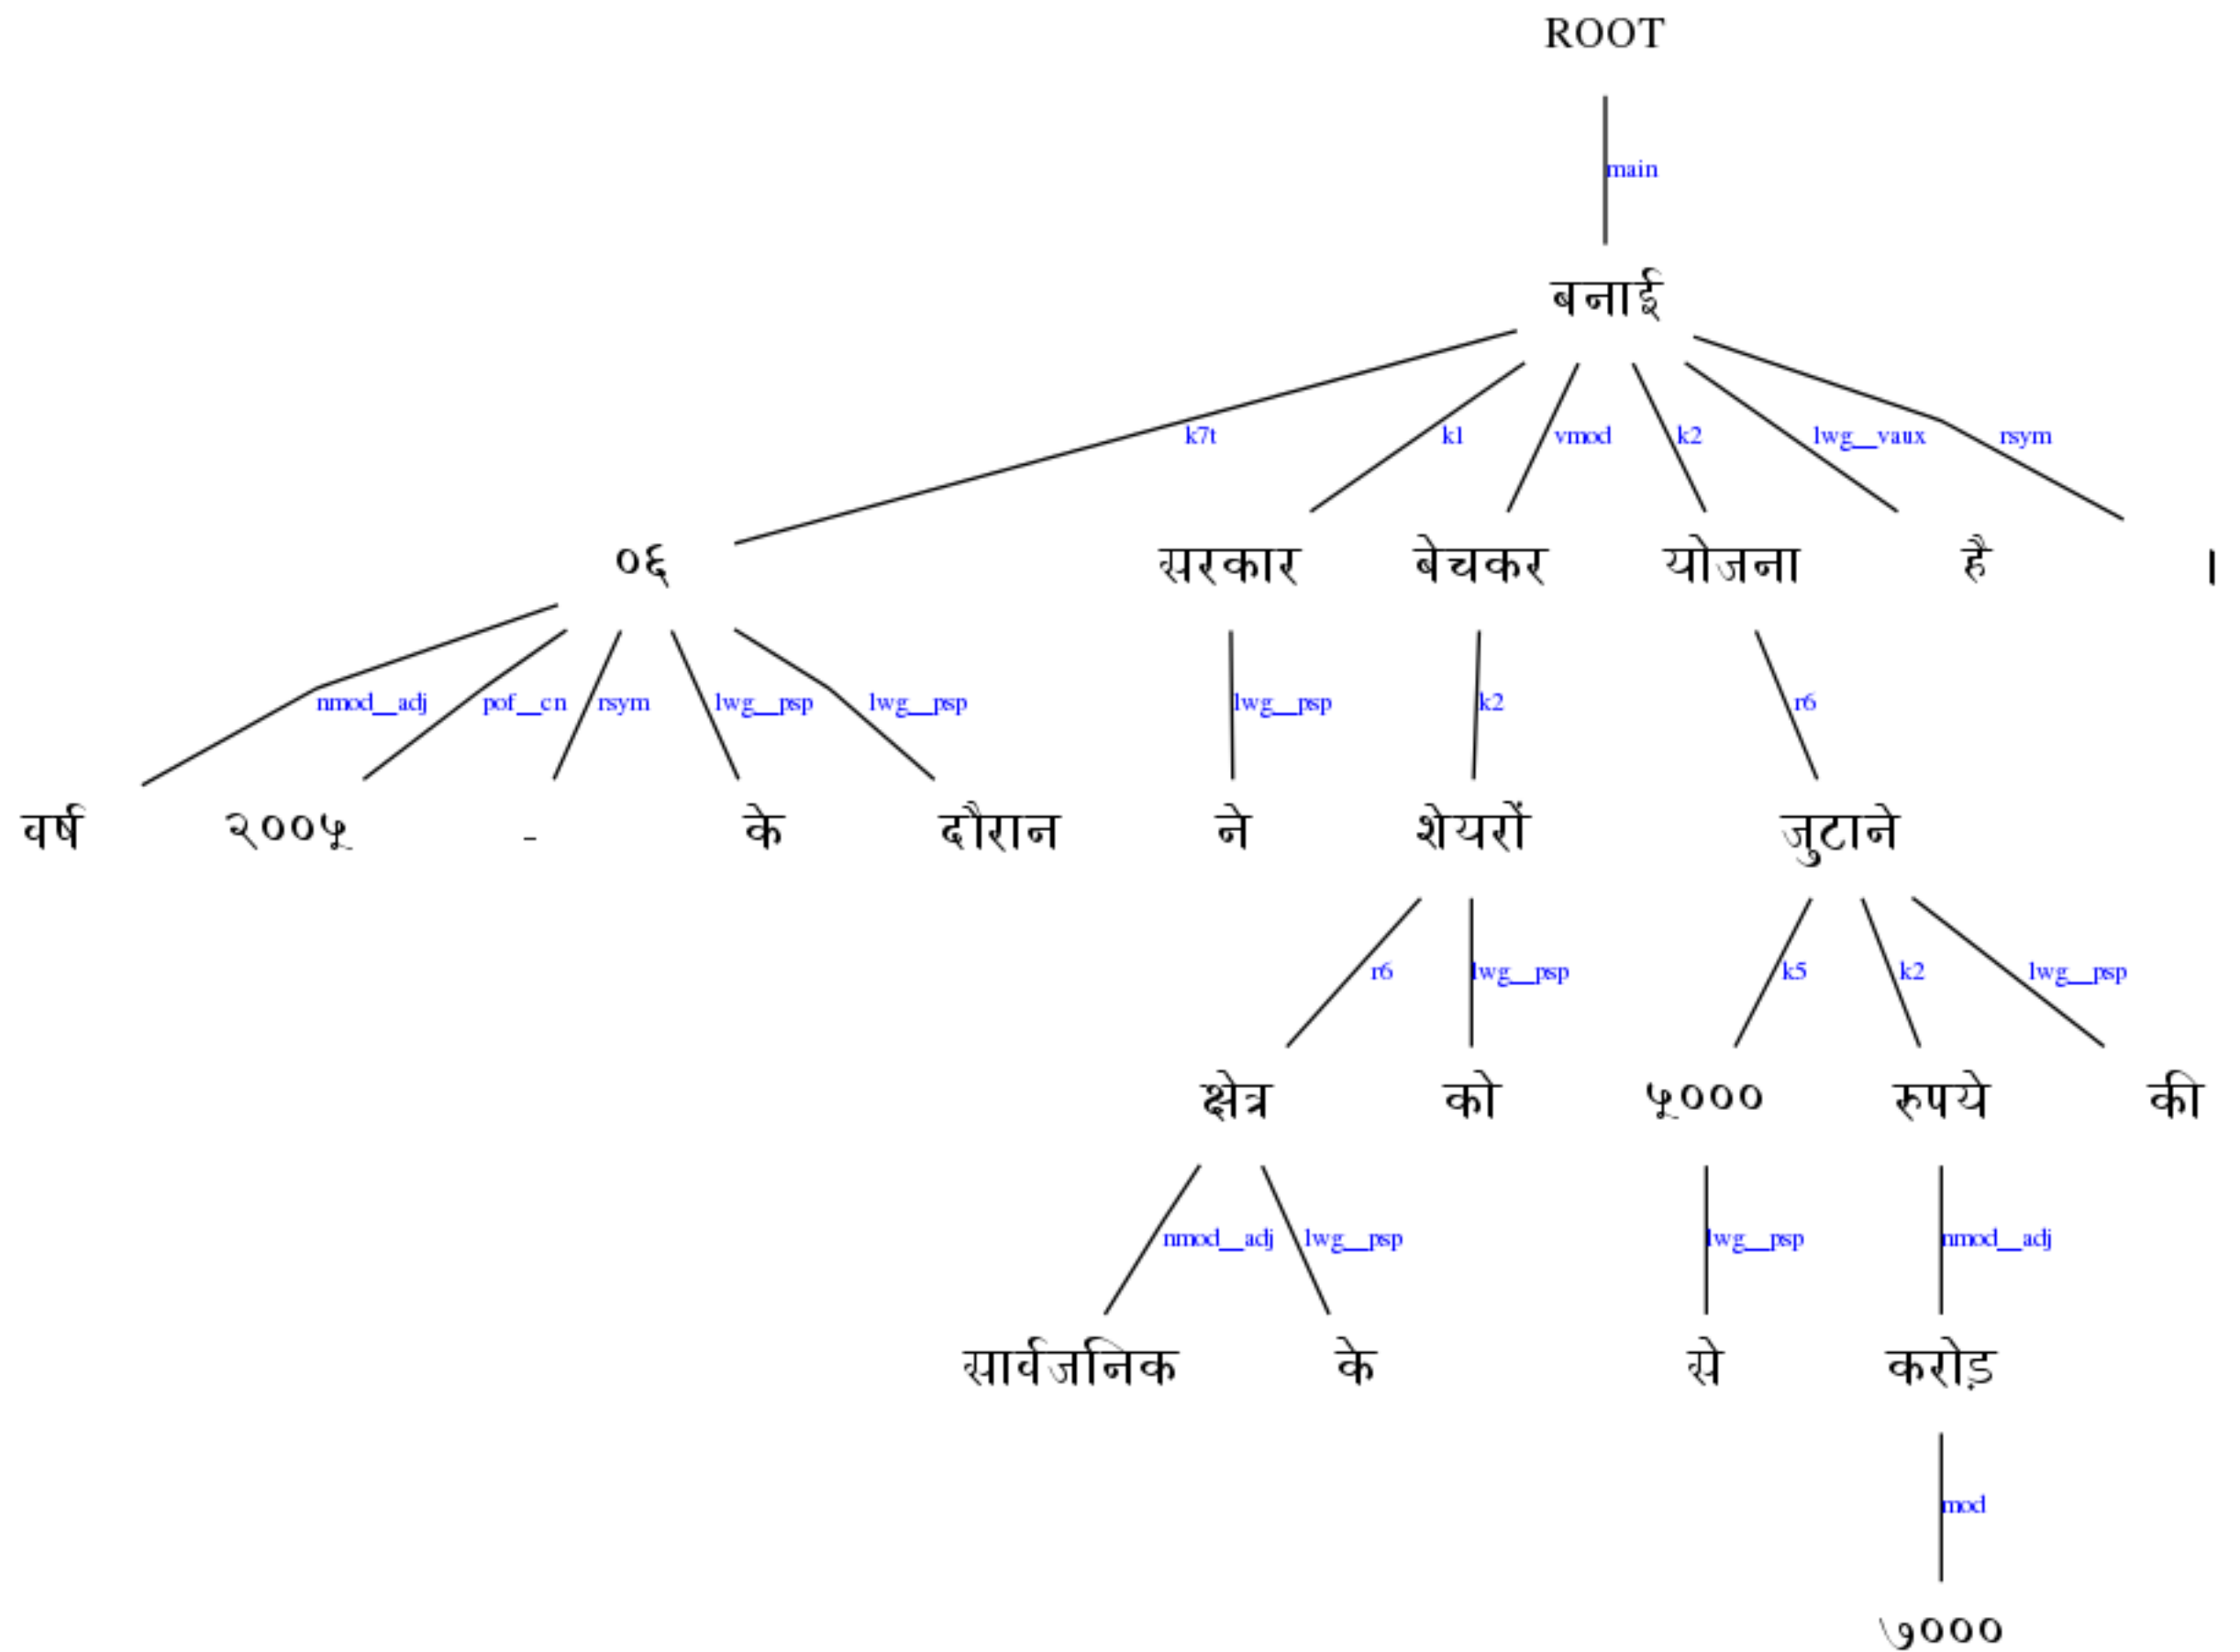 ROOT
main
बनाई
k7t k1 vmod k2 lwg__vaux rsym
०६ सरकार बेचकर योजना है ।
nmod__adj pof__cn rsym lwg__psp lwg__psp lwg__psp k2 r6
वर्ष २००५ - के दौरान ने शेयरों जुटाने
r6 lwg__psp k5 k2 lwg__psp
क्षेत्र को ५००० रुपये की
nmod__adj lwg__psp lwg__psp nmod__adj
सार्वजनिक के से करोड़
mod
७०००